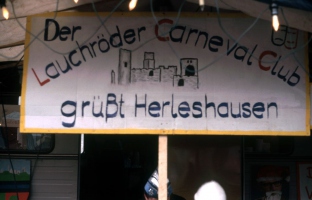 Der
Lauchröder Carneval Club
grüßt Herleshausen